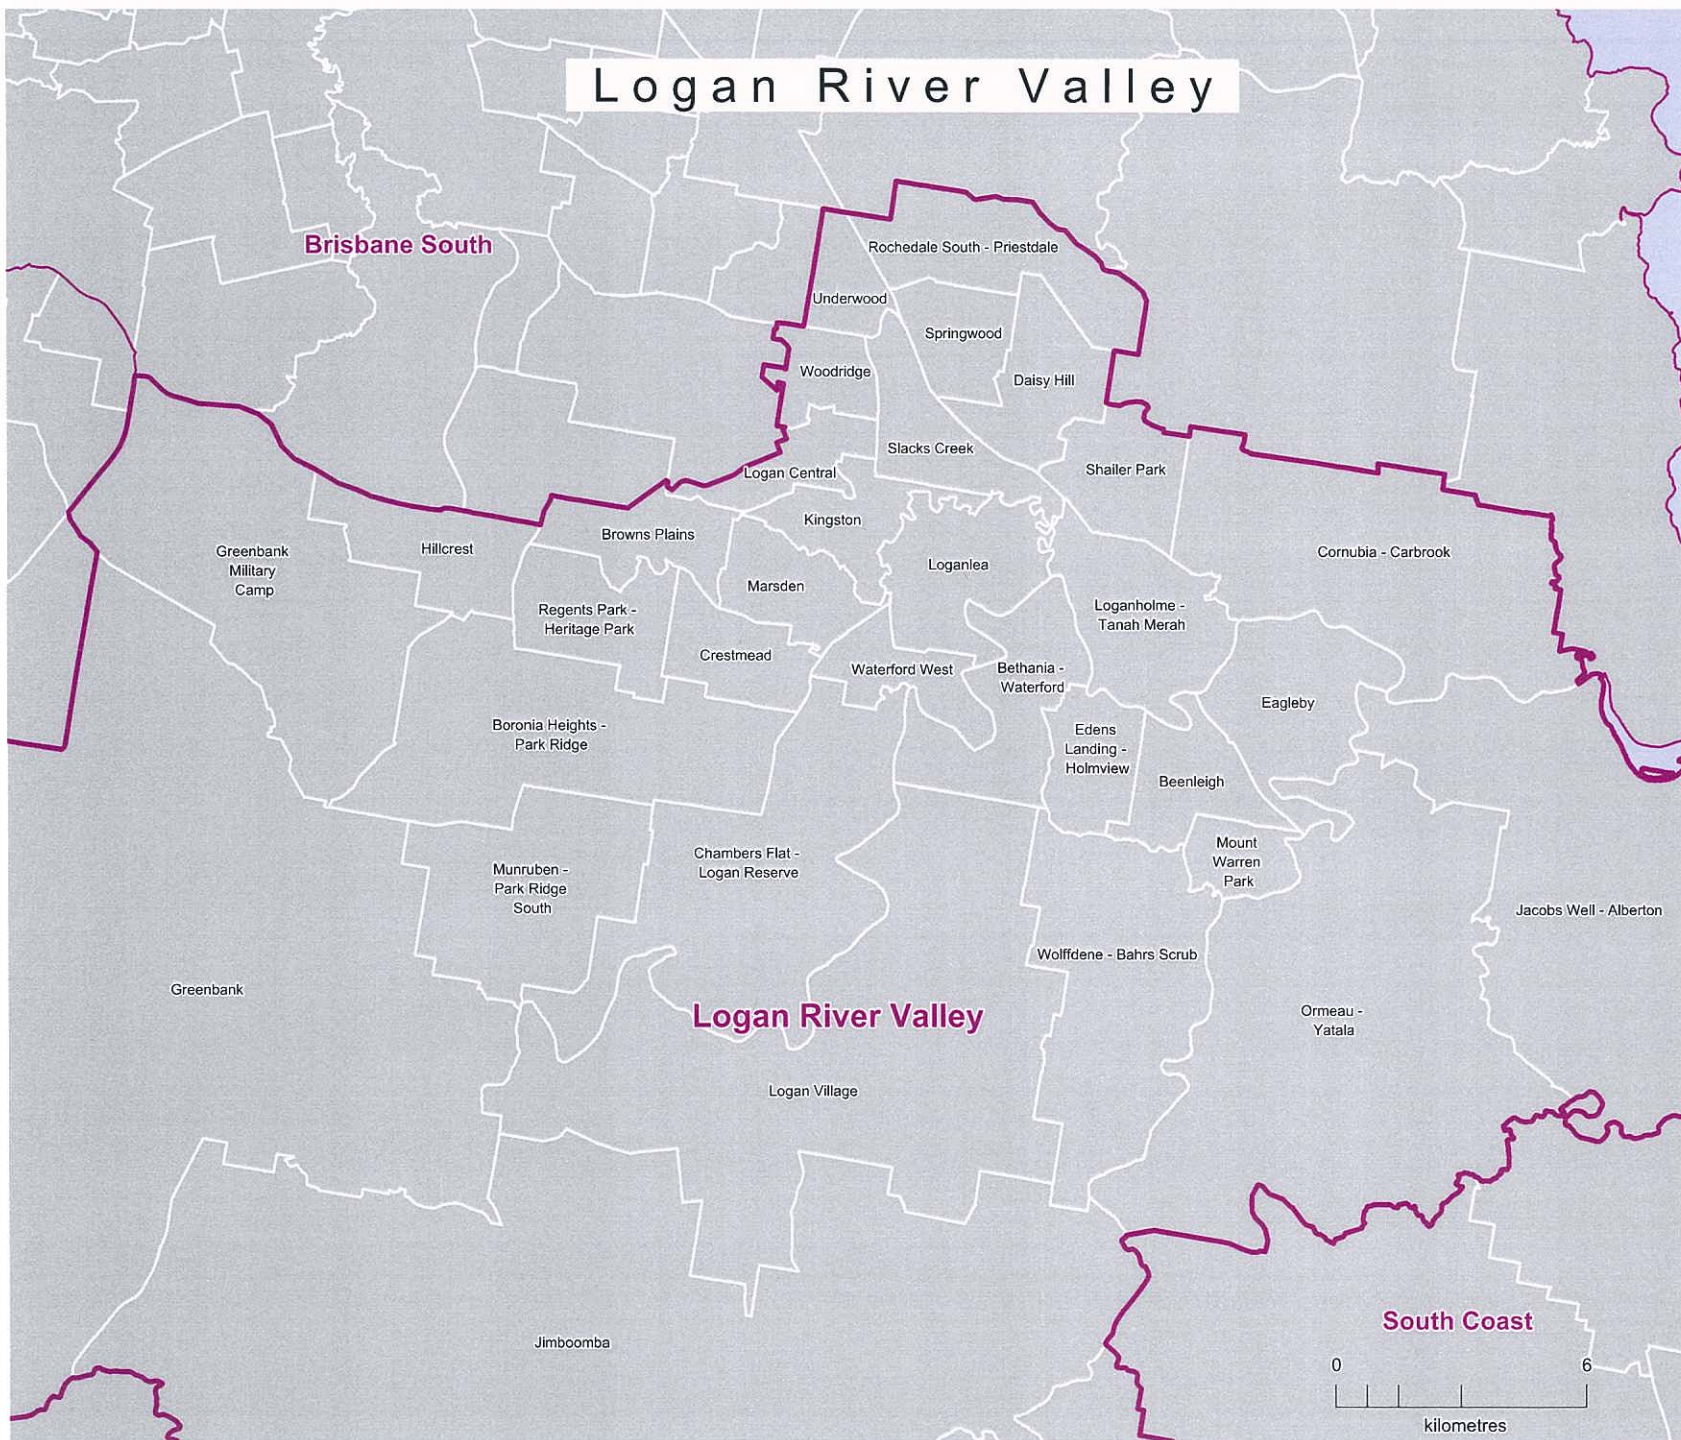 Logan River Valley
Brisbane South
Rochedale South - Priestdale
Underwood
Springwood
Woodridge
Daisy Hill
Slacks Creek
Shailer Park
Logan Central
Kingston
Browns Plains
Hillcrest
Greenbank
Military
Camp
Cornubia - Carbrook
Loganlea
Marsden
Regents Park -
Heritage Park
Loganholme -
Tanah Merah
Crestmead
Waterford West
Bethania -
Waterford
Eagleby
Boronia Heights -
Park Ridge
Edens
Landing -
Holmview
Beenleigh
Mount
Warren
Park
Chambers Flat -
Logan Reserve
Munruben -
Park Ridge
South
Jacobs Well - Alberton
Wolffdene - Bahrs Scrub
Greenbank
Logan River Valley
Ormeau -
Yatala
Logan Village
Jimboomba
South Coast
0 6
kilometres